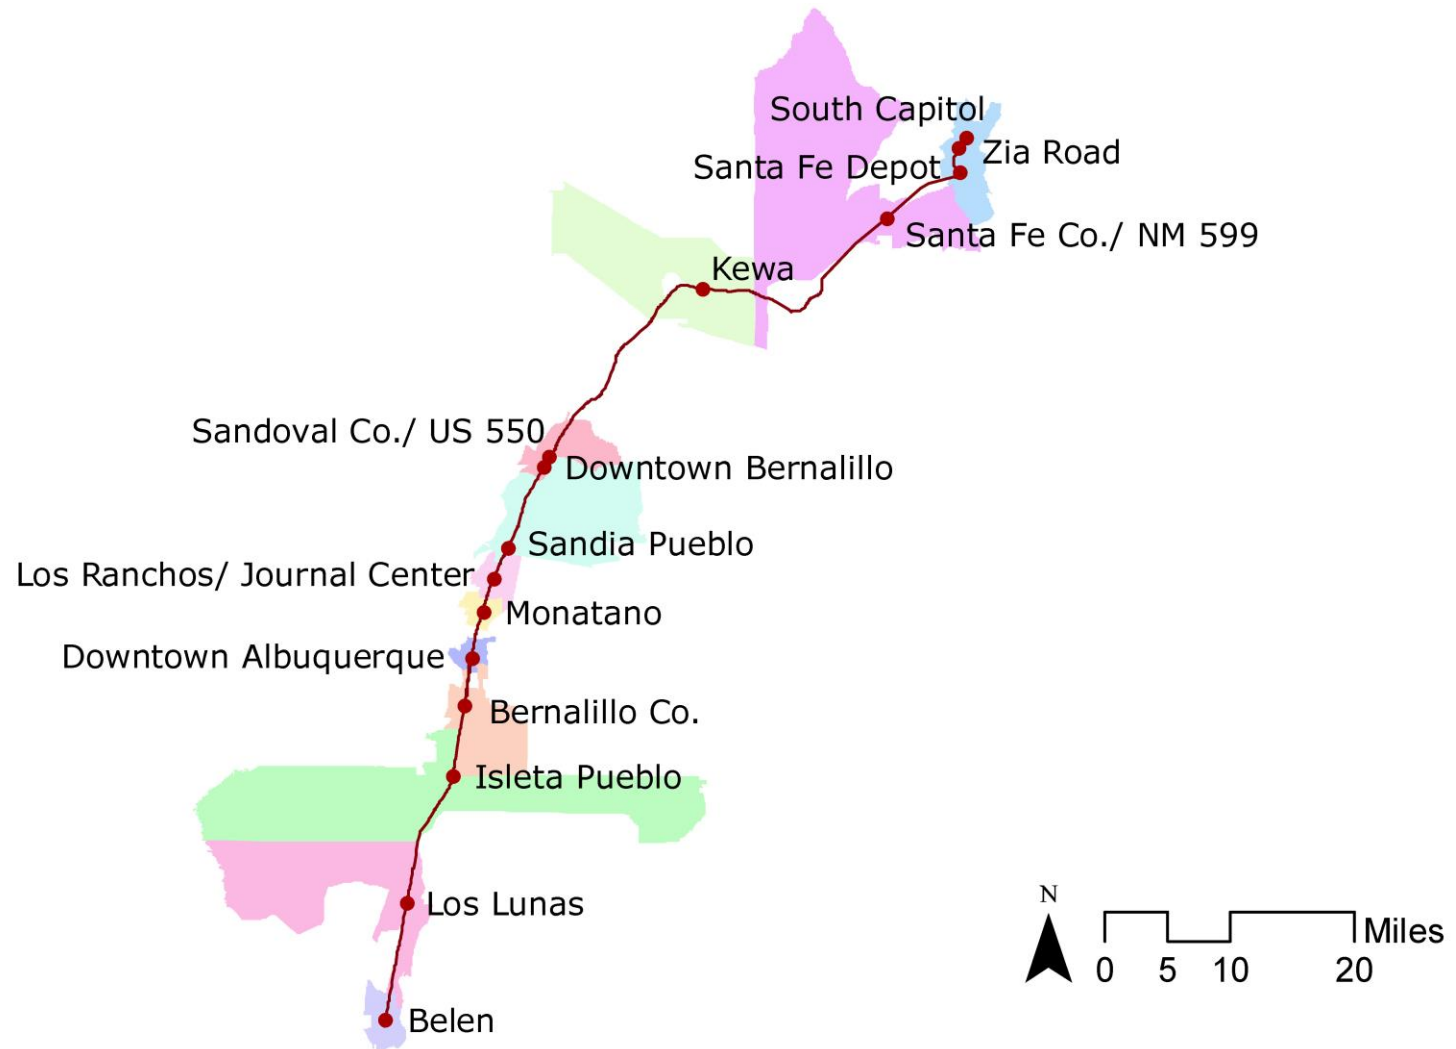 South Capitol
Zia Road
Santa Fe Depot
Santa Fe Co./ NM 599
Kewa
Sandoval Co./ US 550
Downtown Bernalillo
Sandia Pueblo
Los Ranchos/ Journal Center
Monatano
Downtown Albuquerque
Bernalillo Co.
Isleta Pueblo
Los Lunas
Belen
N
Miles
0 5 10 20